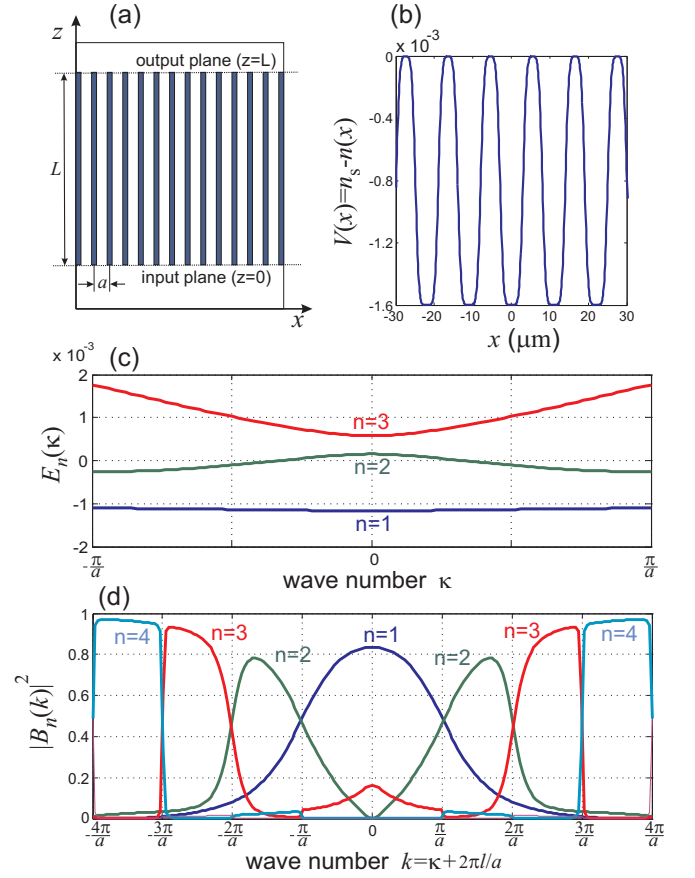 (a)
z
output plane (z=L)
L
a
input plane (z=0)
x
(b)
× 10⁻³
0
-0.4
-0.8
-1.2
-1.6
V(x)=nₛ-n(x)
-30 -20 -10 0 10 20 30
x (μm)
(c)
× 10⁻³
2
1
0
-1
-2
Eₙ(κ)
n=3
n=2
n=1
-π/a 0 π/a
wave number κ
(d)
1
0.8
0.6
0.4
0.2
0
|Bₙ(k)|²
n=4 n=3 n=2 n=1 n=2 n=3 n=4
-4π/a -3π/a -2π/a -π/a 0 π/a 2π/a 3π/a 4π/a
wave number k=κ+2πl/a